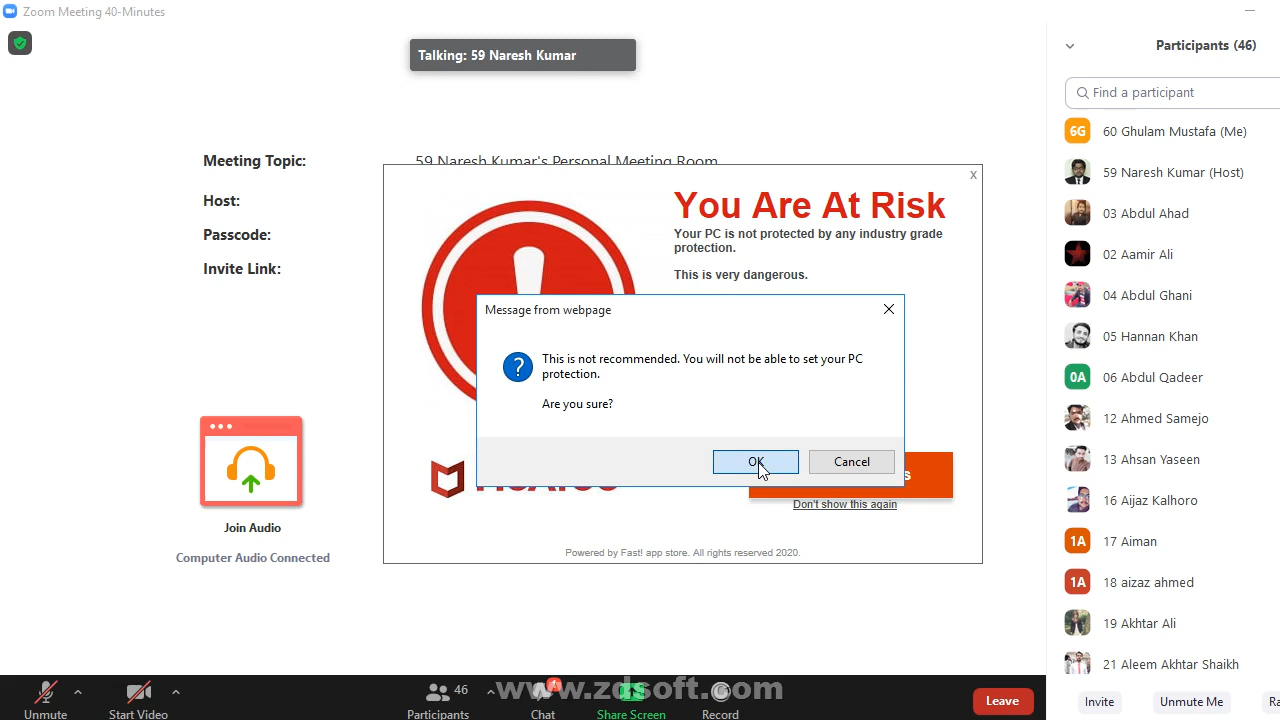 Zoom Meeting 40-Minutes
Talking: 59 Naresh Kumar
Participants (46)
Find a participant
6G 60 Ghulam Mustafa (Me)
59 Naresh Kumar (Host)
03 Abdul Ahad
02 Aamir Ali
04 Abdul Ghani
05 Hannan Khan
0A 06 Abdul Qadeer
12 Ahmed Samejo
13 Ahsan Yaseen
16 Aijaz Kalhoro
1A 17 Aiman
1A 18 aizaz ahmed
19 Akhtar Ali
21 Aleem Akhtar Shaikh
Invite
Unmute Me
Meeting Topic:
59 Naresh Kumar's Personal Meeting Room
Host:
Passcode:
Invite Link:
X
You Are At Risk
Your PC is not protected by any industry grade
protection.
This is very dangerous.
Message from webpage
This is not recommended. You will not be able to set your PC
protection.
Are you sure?
OK
Cancel
Don't show this again
Powered by Fast! app store. All rights reserved 2020.
Join Audio
Computer Audio Connected
Unmute
Start Video
46
Participants
Chat
Share Screen
Record
Leave
www.zdsoft.com